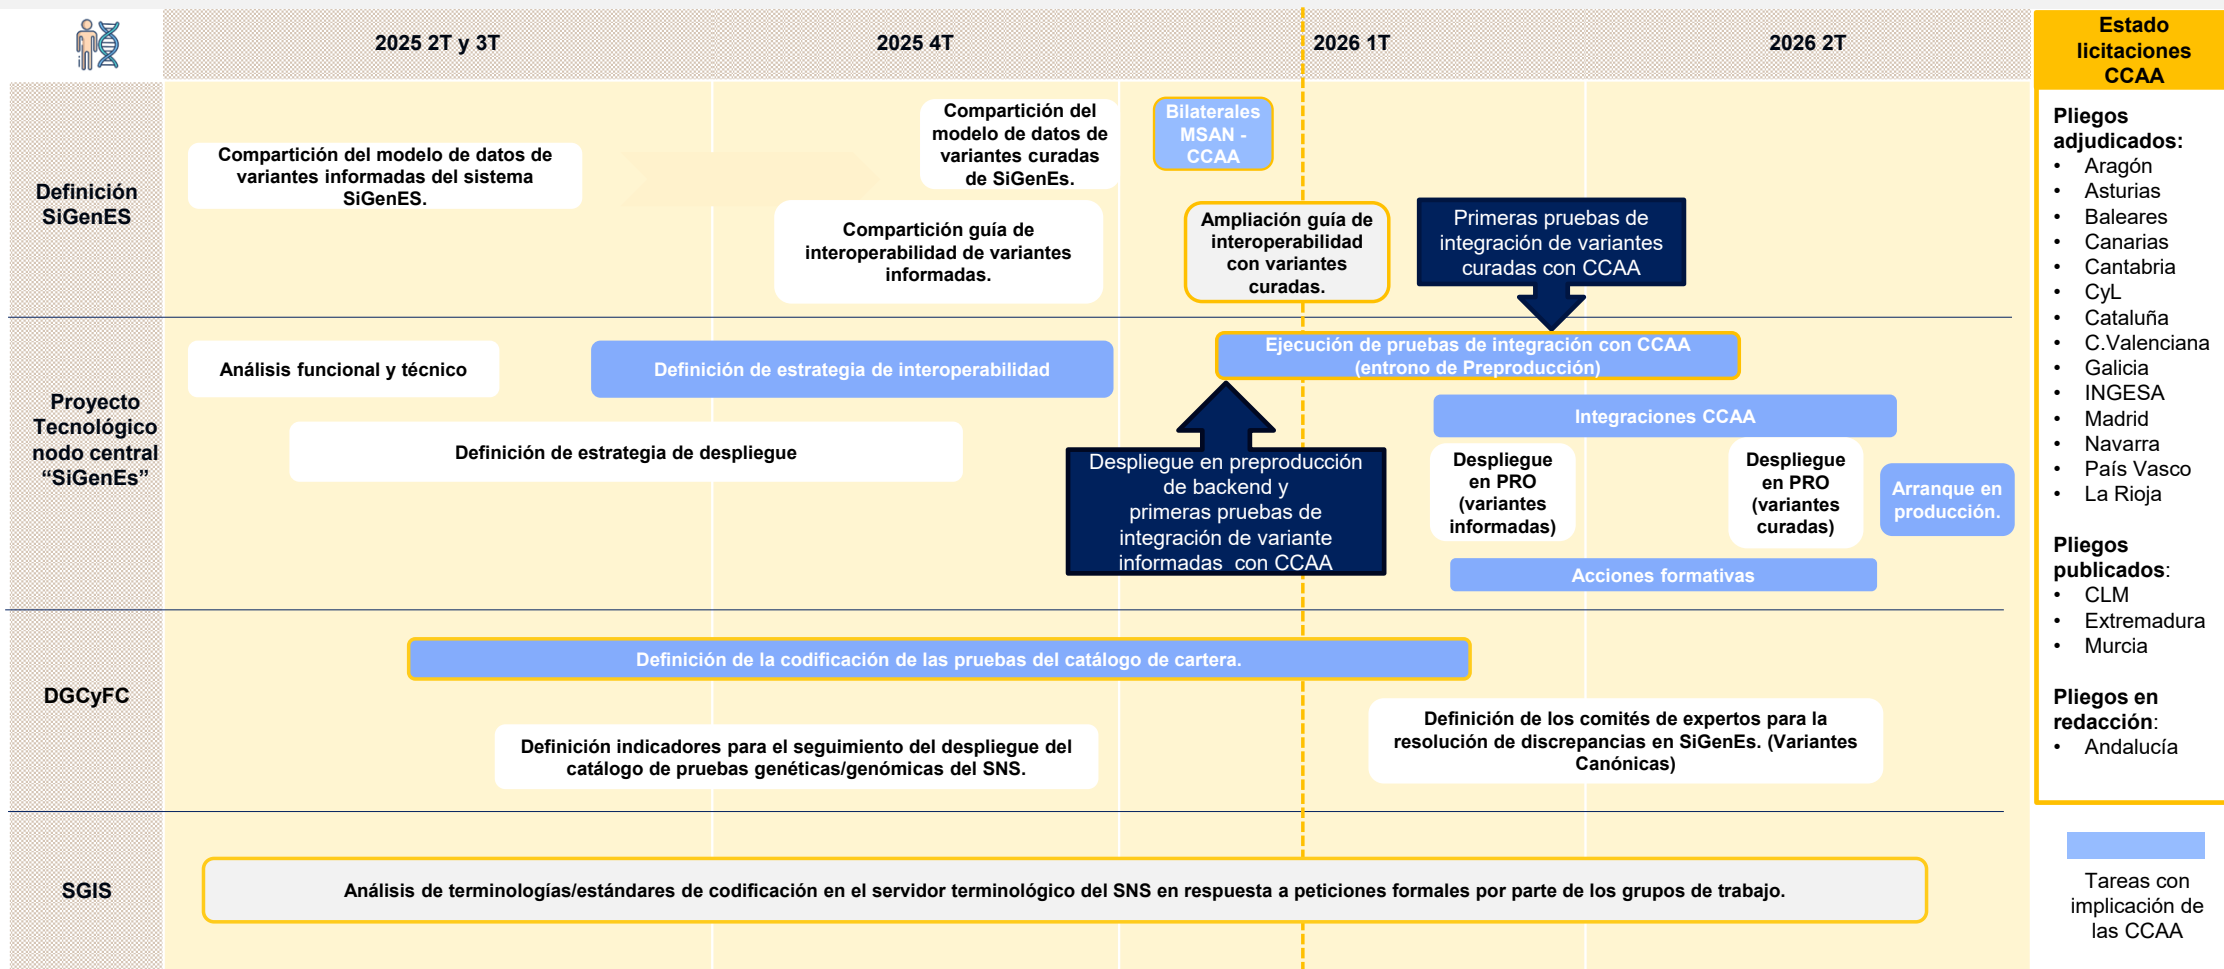 2025 2T y 3T
2025 4T
2026 1T
2026 2T
Definición
SiGenES
Compartición del modelo de datos de
variantes informadas del sistema
SiGenES.
Compartición del
modelo de datos de
variantes curadas
de SiGenEs.
Compartición guía de
interoperabilidad de variantes
informadas.
Bilaterales
MSAN -
CCAA
Ampliación guía de
interoperabilidad
con variantes
curadas.
Primeras pruebas de
integración de variantes
curadas con CCAA
Proyecto
Tecnológico
nodo central
“SiGenEs”
Análisis funcional y técnico
Definición de estrategia de interoperabilidad
Ejecución de pruebas de integración con CCAA
(entrono de Preproducción)
Definición de estrategia de despliegue
Despliegue en preproducción
de backend y
primeras pruebas de
integración de variante
informadas  con CCAA
Integraciones CCAA
Despliegue
en PRO
(variantes
informadas)
Despliegue
en PRO
(variantes
curadas)
Arranque en
producción.
Acciones formativas
DGCyFC
Definición de la codificación de las pruebas del catálogo de cartera.
Definición indicadores para el seguimiento del despliegue del
catálogo de pruebas genéticas/genómicas del SNS.
Definición de los comités de expertos para la
resolución de discrepancias en SiGenEs. (Variantes
Canónicas)
SGIS
Análisis de terminologías/estándares de codificación en el servidor terminológico del SNS en respuesta a peticiones formales por parte de los grupos de trabajo.
Estado
licitaciones
CCAA
Pliegos
adjudicados:
• Aragón
• Asturias
• Baleares
• Canarias
• Cantabria
• CyL
• Cataluña
• C.Valenciana
• Galicia
• INGESA
• Madrid
• Navarra
• País Vasco
• La Rioja
Pliegos
publicados:
• CLM
• Extremadura
• Murcia
Pliegos en
redacción:
• Andalucía
Tareas con
implicación de
las CCAA